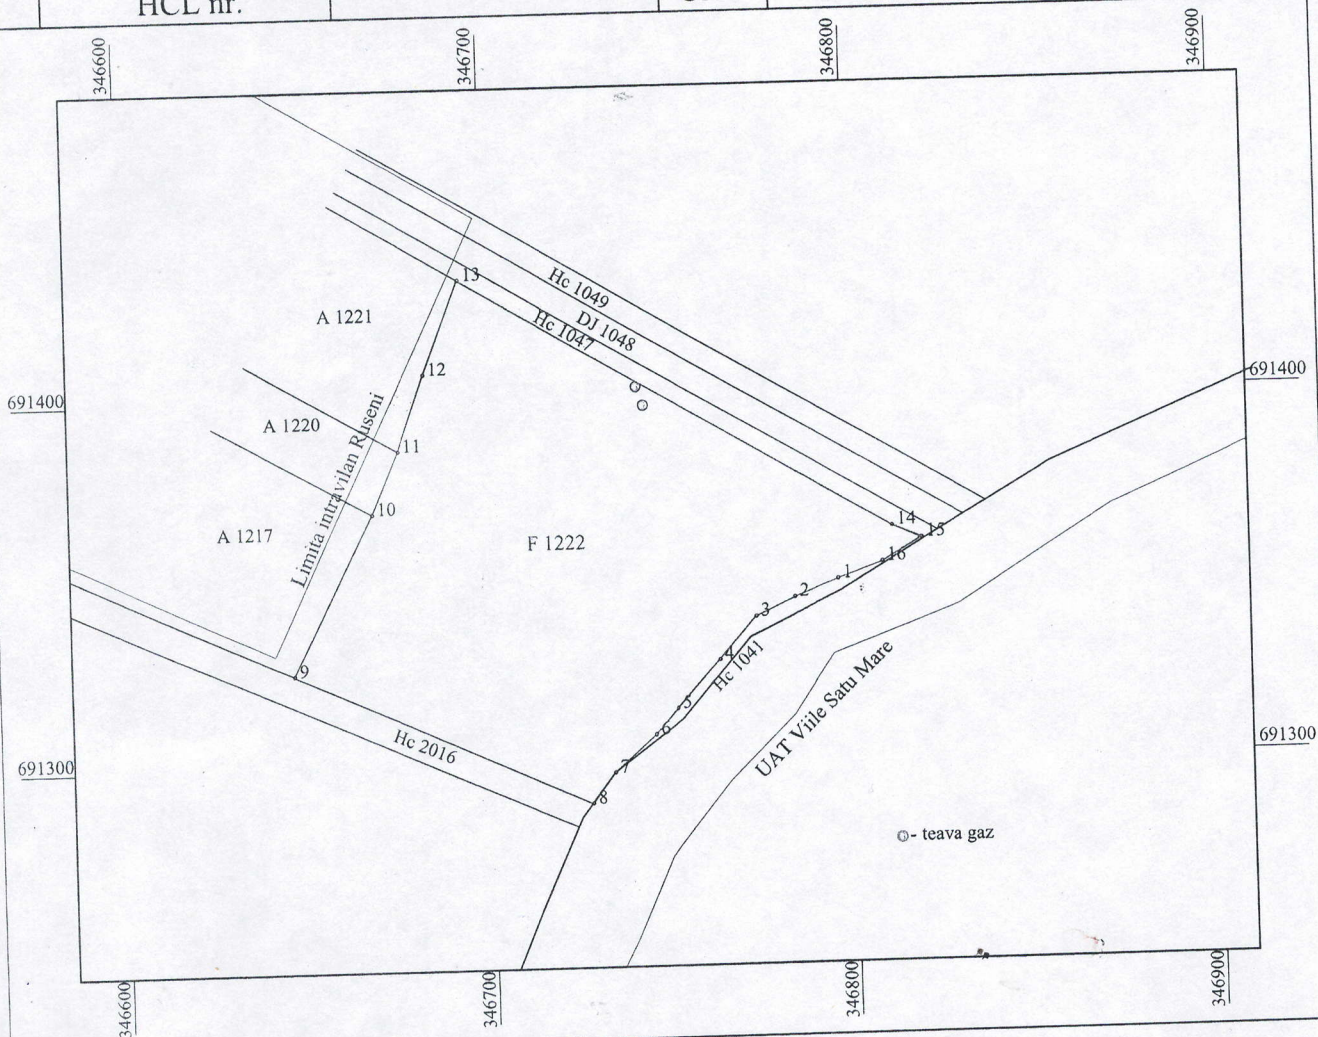 HCL nr.
346600
346700
346800
346900
13
Hc 1049
A 1221
DJ 1048
Hc 1047
12
691400
691400
A 1220
11
Limita intravilan Ruseni
10
14
A 1217
F 1222
15
16
1
2
3
4
Hc 1041
UAT Viile Satu Mare
9
5
6
Hc 2016
7
691300
691300
8
- teava gaz
346600
346700
346800
346900